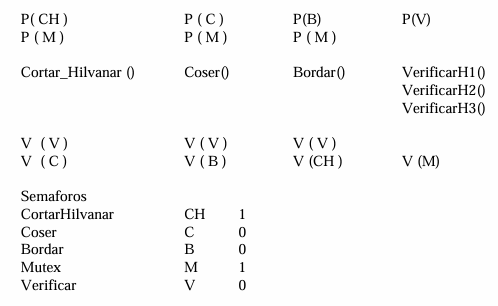 P( CH ) P ( C ) P(B) P(V)
P ( M ) P ( M ) P ( M )
Cortar_Hilvanar () Coser() Bordar() VerificarH1()
VerificarH2()
VerificarH3()
V ( V ) V ( V ) V ( V )
V ( C ) V ( B ) V (CH ) V (M)
Semaforos
CortarHilvanar CH 1
Coser C 0
Bordar B 0
Mutex M 1
Verificar V 0